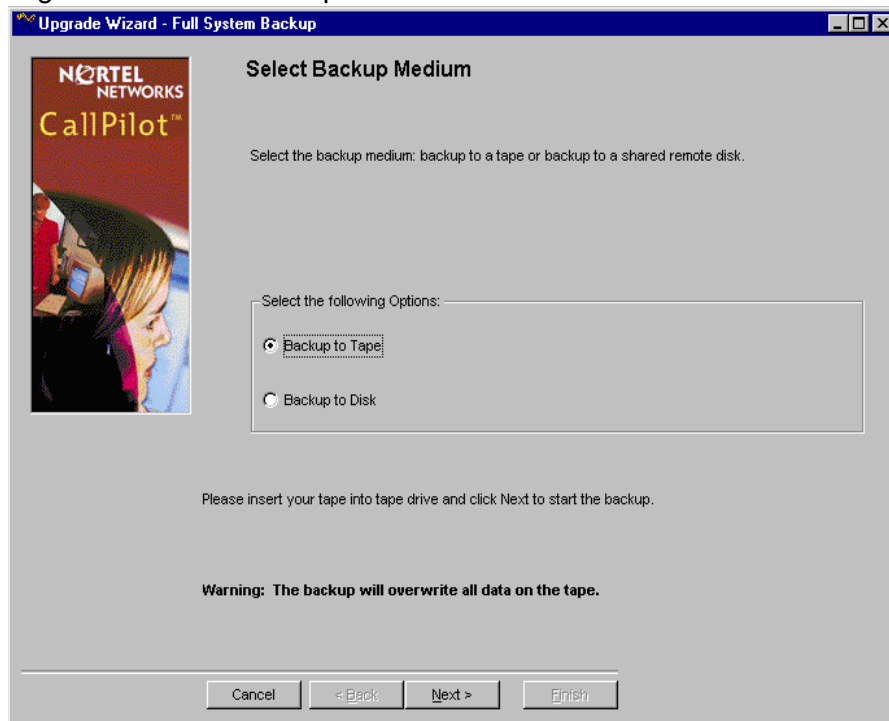 Upgrade Wizard - Full System Backup
NORTEL
NETWORKS
CallPilot™
Select Backup Medium
Select the backup medium: backup to a tape or backup to a shared remote disk.
Select the following Options:
Backup to Tape
Backup to Disk
Please insert your tape into tape drive and click Next to start the backup.
Warning: The backup will overwrite all data on the tape.
Cancel
< Back
Next >
Finish